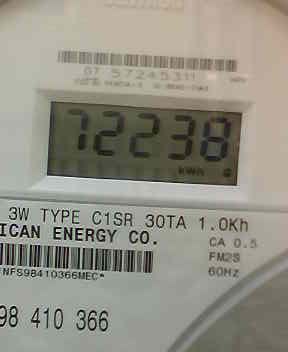 07 57245311
72238
kWh
3W TYPE C1SR 30TA 1.0Kh
ICAN ENERGY CO.
CA 0.5
FM2S
60Hz
*NFS98410366MEC*
98 410 366